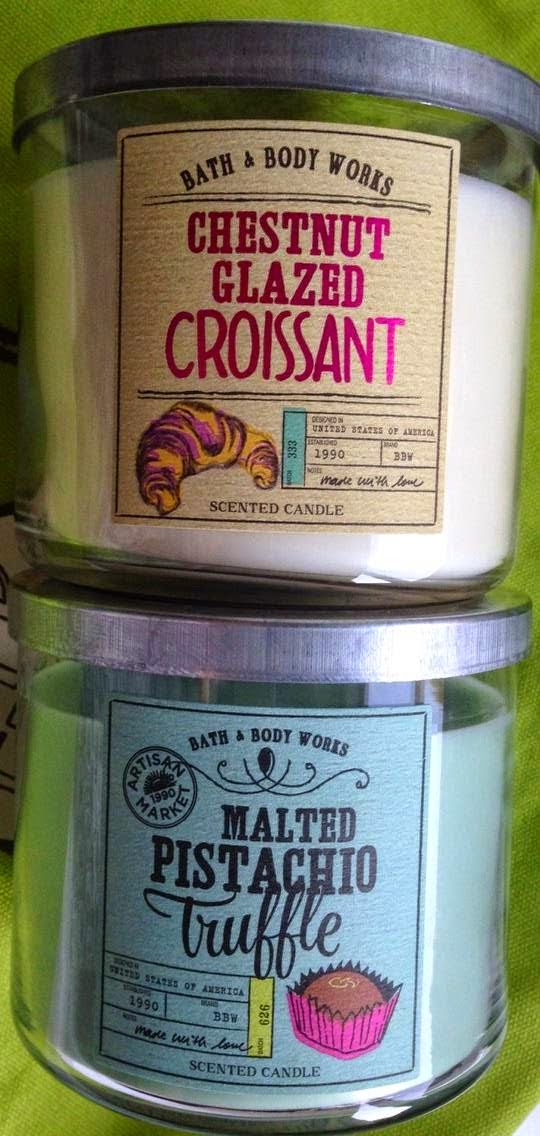 BATH & BODY WORKS
CHESTNUT
GLAZED
CROISSANT
DESIGNED IN
UNITED STATES OF AMERICA
ESTABLISHED
BRAND
1990
BBW
BATCH 333
NOTES
made with love
SCENTED CANDLE
BATH & BODY WORKS
ARTISAN
1990
MARKET
MALTED
PISTACHIO
truffle
DESIGNED IN
UNITED STATES OF AMERICA
ESTABLISHED
BRAND
1990
BBW
BATCH 626
NOTES
made with love
SCENTED CANDLE